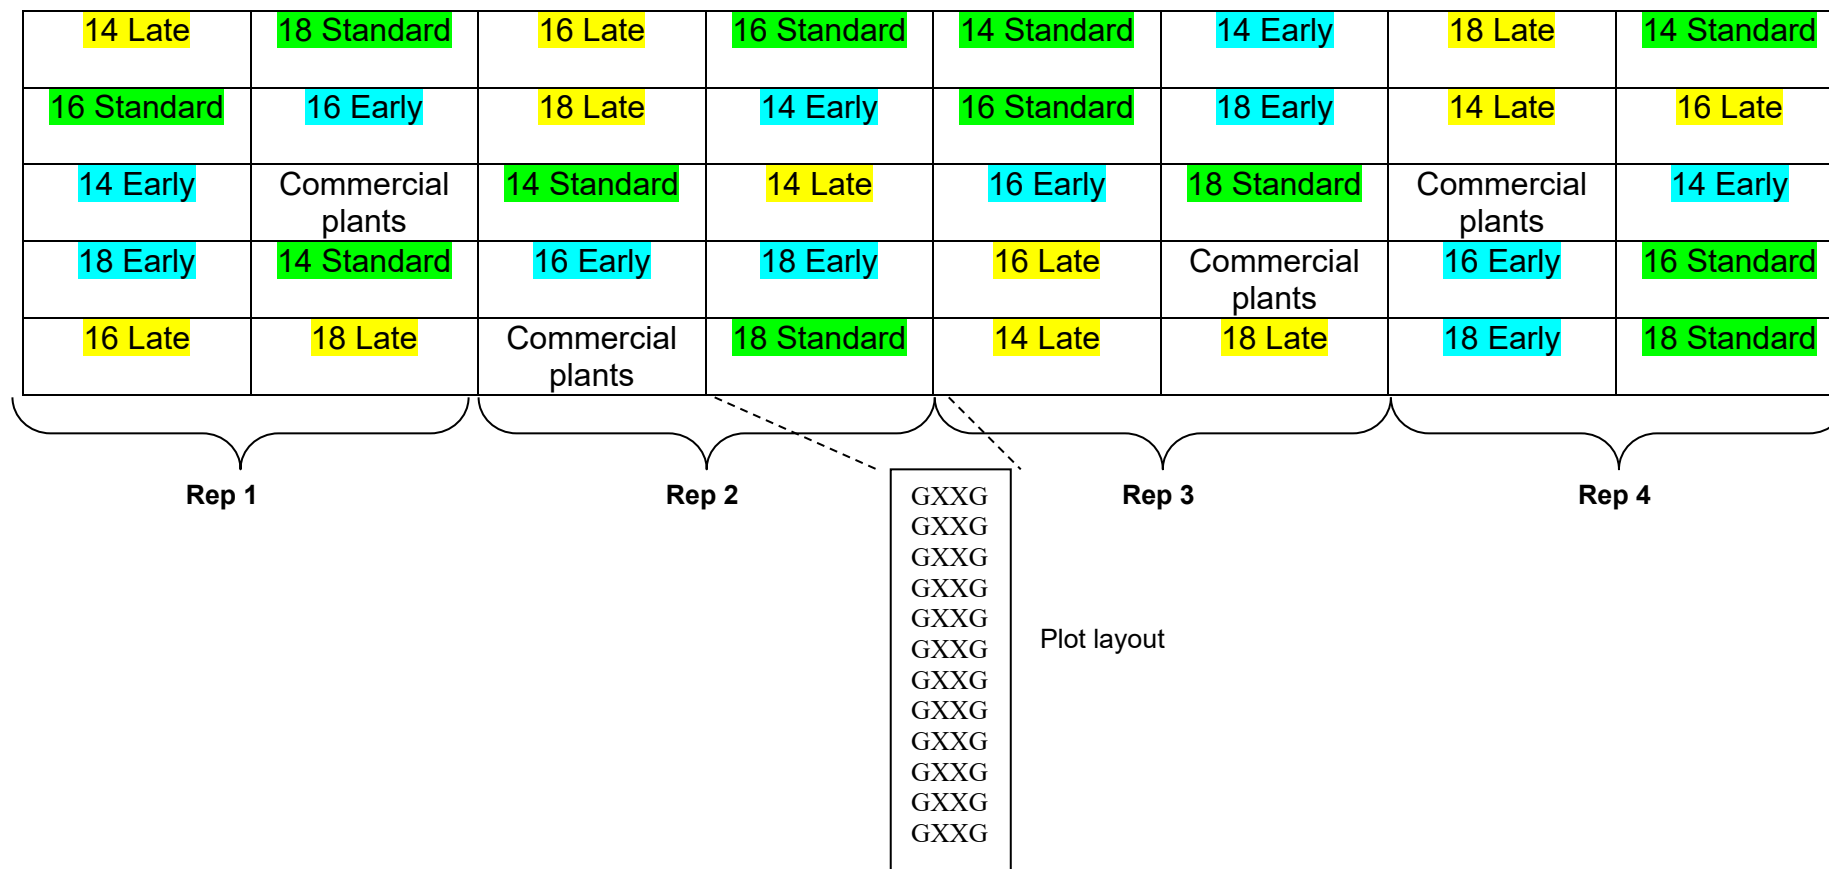 14 Late 18 Standard 16 Late 16 Standard 14 Standard 14 Early 18 Late 14 Standard
16 Standard 16 Early 18 Late 14 Early 16 Standard 18 Early 14 Late 16 Late
14 Early Commercial 14 Standard 14 Late 16 Early 18 Standard Commercial 14 Early
plants plants
18 Early 14 Standard 16 Early 18 Early 16 Late Commercial 16 Early 16 Standard
plants
16 Late 18 Late Commercial 18 Standard 14 Late 18 Late 18 Early 18 Standard
plants
Rep 1 Rep 2 Rep 3 Rep 4
GXXG
GXXG
GXXG
GXXG
GXXG
GXXG
GXXG
GXXG
GXXG
GXXG
GXXG
GXXG
Plot layout